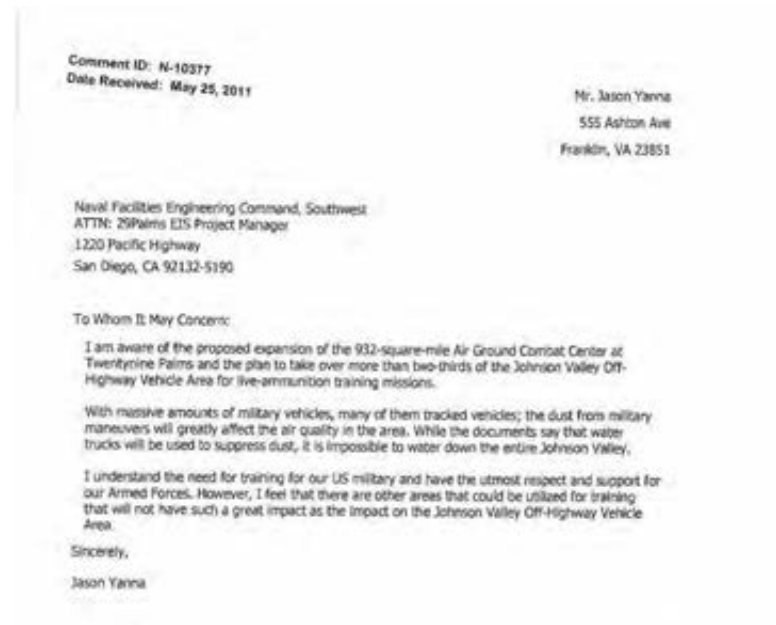 Comment ID: N-10377
Date Received: May 25, 2011
Mr. Jason Yanna
555 Ashton Ave
Franklin, VA 23851
Naval Facilities Engineering Command, Southwest
ATTN: 29Palms EIS Project Manager
1220 Pacific Highway
San Diego, CA 92132-5190
To Whom It May Concern:
I am aware of the proposed expansion of the 932-square-mile Air Ground Combat Center at
Twentynine Palms and the plan to take over more than two-thirds of the Johnson Valley Off-
Highway Vehicle Area for live-ammunition training missions.
With massive amounts of military vehicles, many of them tracked vehicles; the dust from military
maneuvers will greatly affect the air quality in the area. While the documents say that water
trucks will be used to suppress dust, it is impossible to water down the entire Johnson Valley.
I understand the need for training for our US military and have the utmost respect and support for
our Armed Forces. However, I feel that there are other areas that could be utilized for training
that will not have such a great impact as the impact on the Johnson Valley Off-Highway Vehicle
Area.
Sincerely,
Jason Yanna